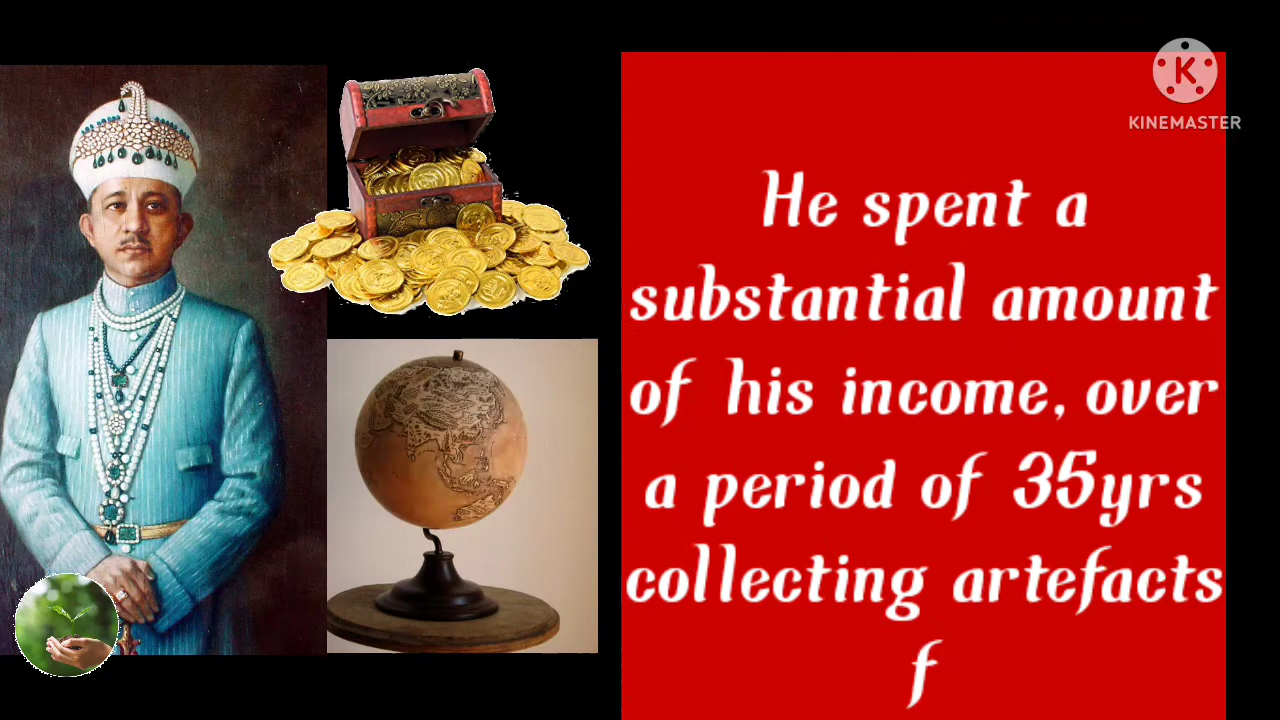 KINEMASTER
He spent a
substantial amount
of his income, over
a period of 35yrs
collecting artefacts
f